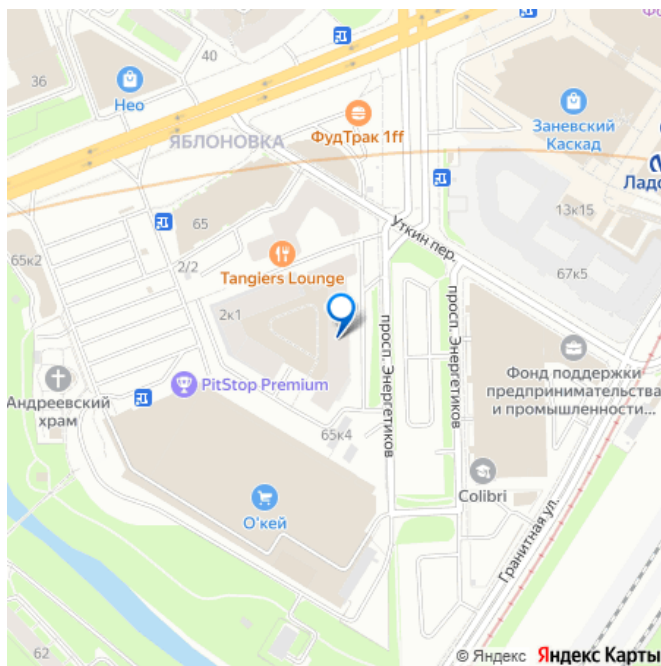 36
40
Нео
ЯБЛОНОВКА
ФудТрак 1ff
Заневский
Каскад
Ладо
13к15
65
Уткин пер.
65к2
2/2
Tangiers Lounge
67к5
2к1
просп. Энергетиков
просп. Энергетиков
Фонд поддержки
предпринимательства
и промышленности...
Андреевский
храм
PitStop Premium
65к4
Colibri
О'кей
Гранитная ул.
62
© Яндекс Яндекс Карты